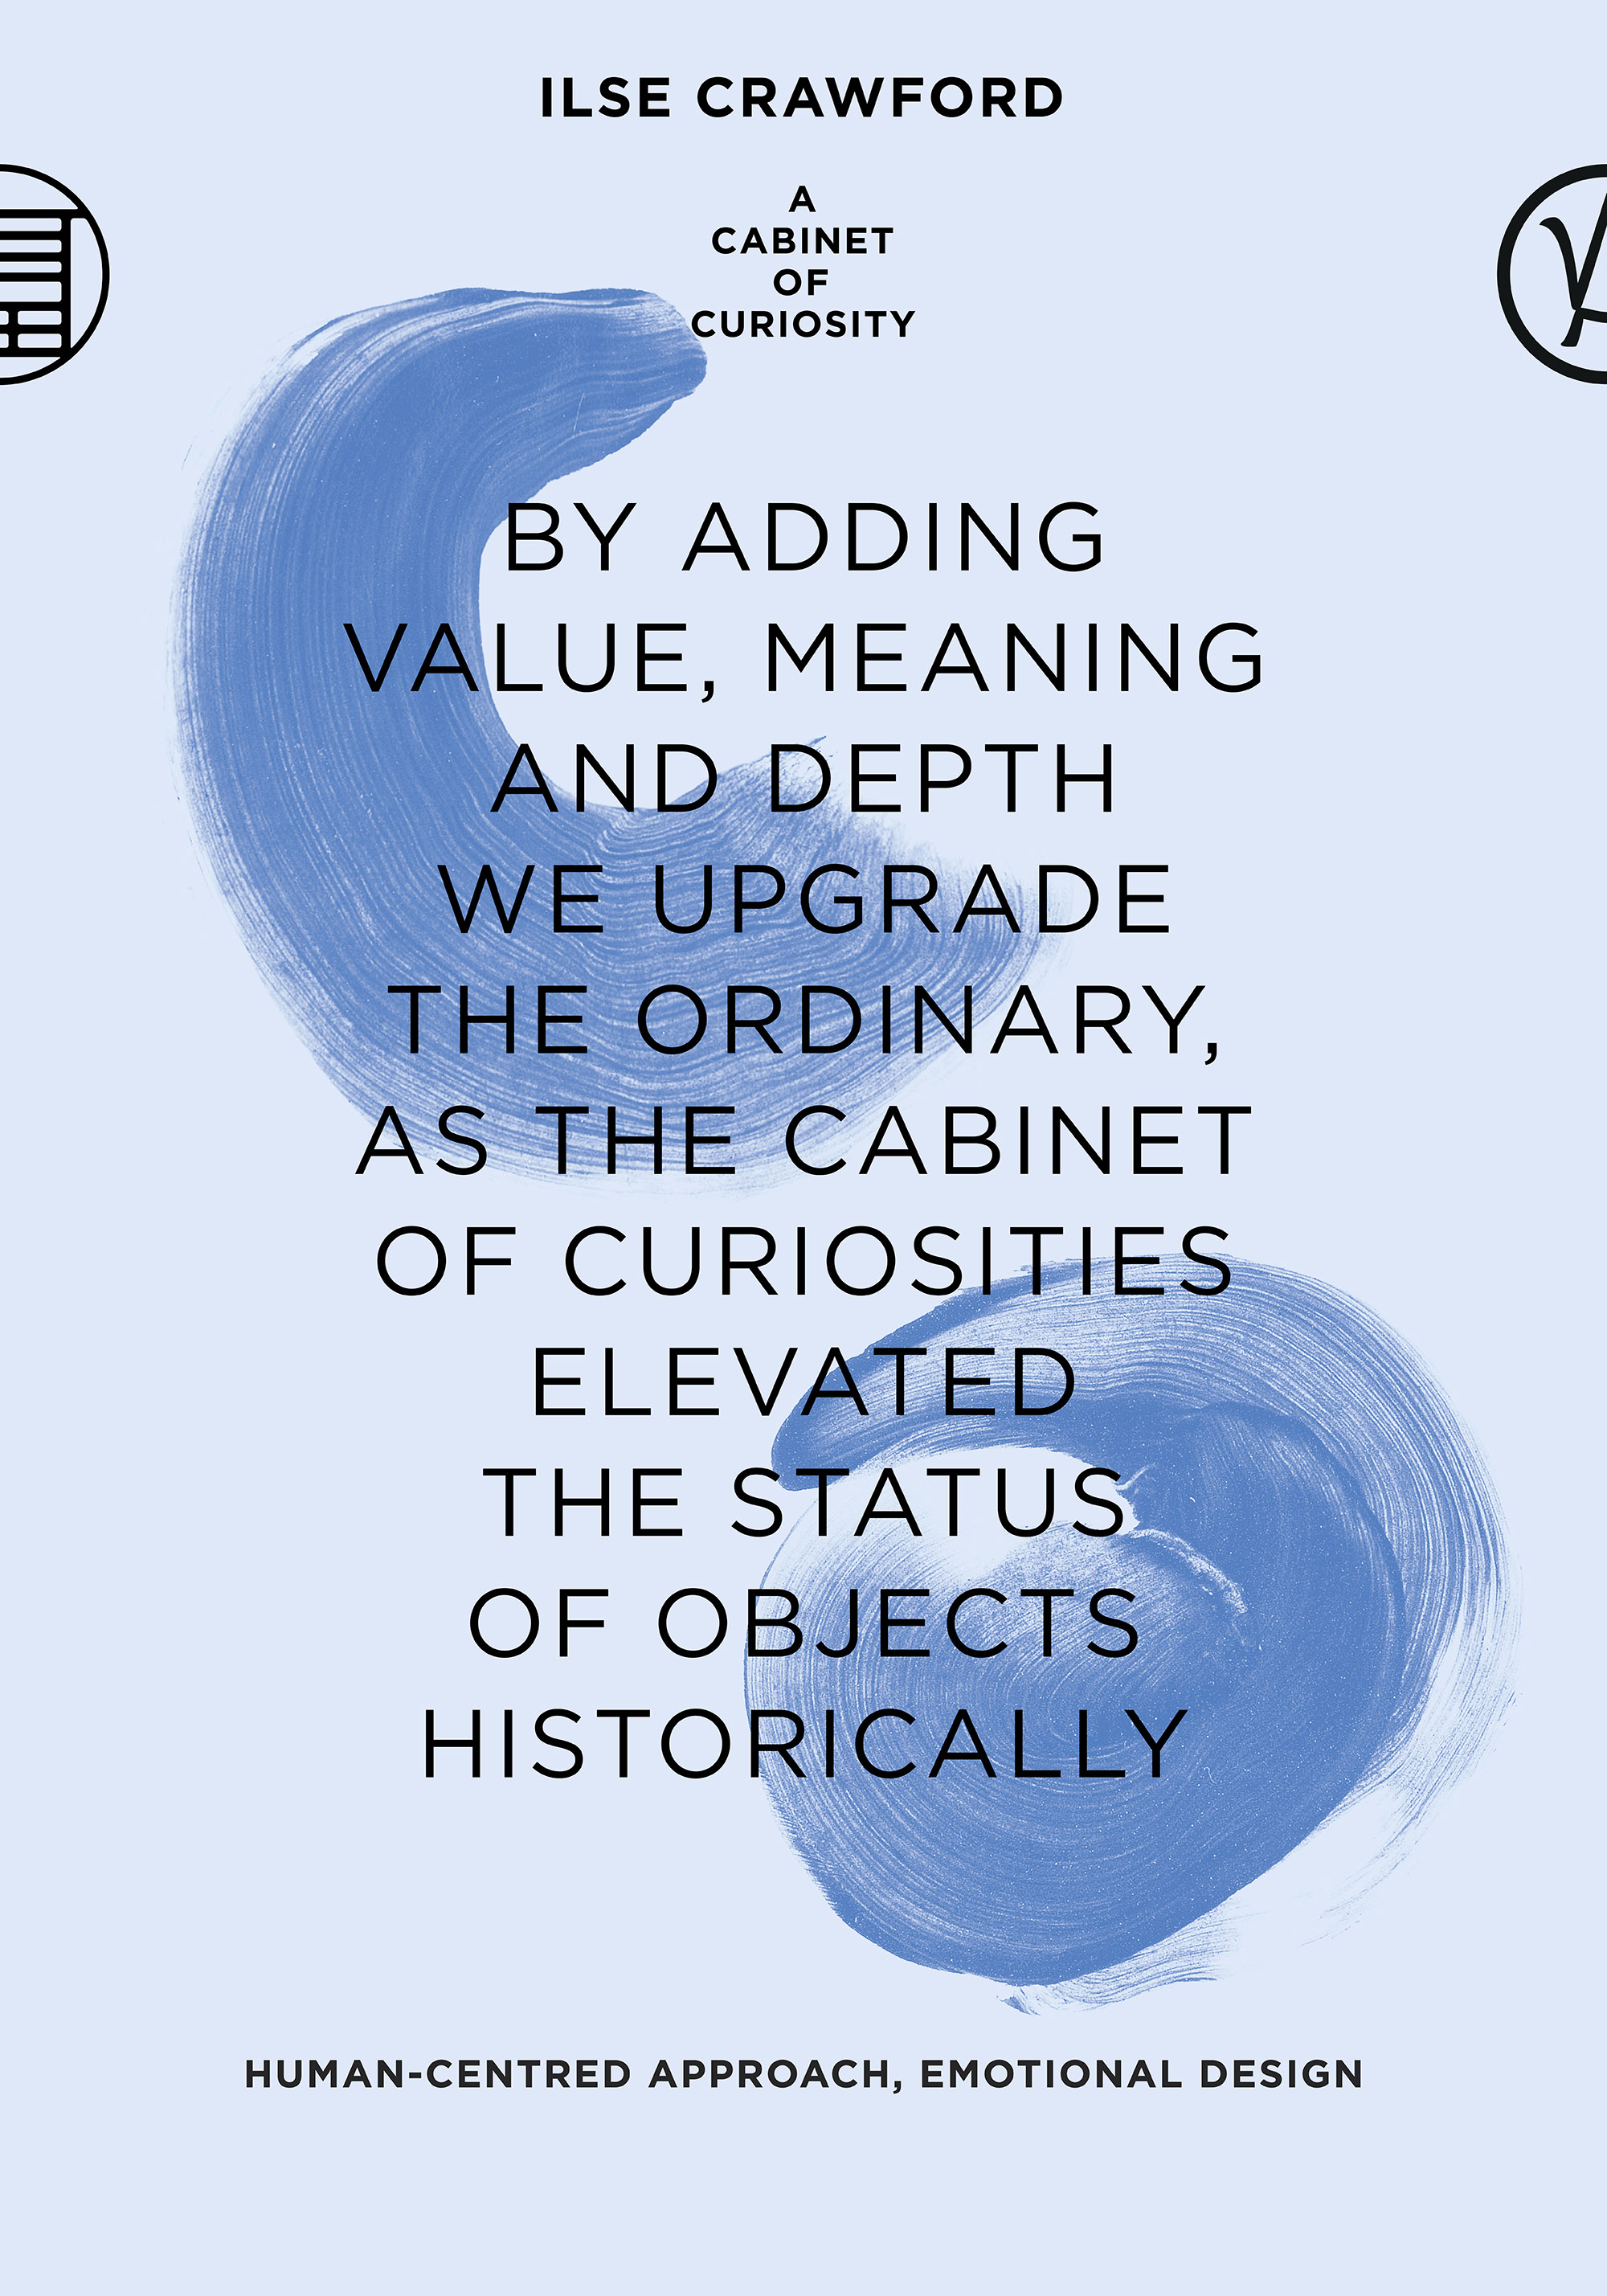 ILSE CRAWFORD
A
CABINET
OF
CURIOSITY
BY ADDING
VALUE, MEANING
AND DEPTH
WE UPGRADE
THE ORDINARY,
AS THE CABINET
OF CURIOSITIES
ELEVATED
THE STATUS
OF OBJECTS
HISTORICALLY
HUMAN-CENTRED APPROACH, EMOTIONAL DESIGN